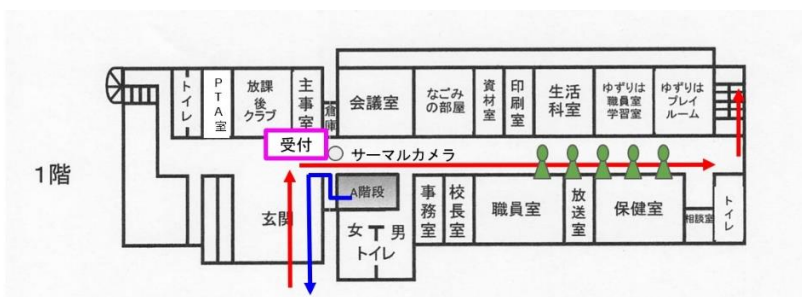 1階
トイレ
PTA室
放課
後
クラブ
主
事
室
倉
庫
会議室
なごみ
の部屋
資
材
室
印
刷
室
生活
科室
ゆずりは
職員室
学習室
ゆずりは
プレイ
ルーム
受付
サーマルカメラ
玄関
A階段
女
男
トイレ
事
務
室
校
長
室
職員室
放
送
室
保健室
相談室
トイレ